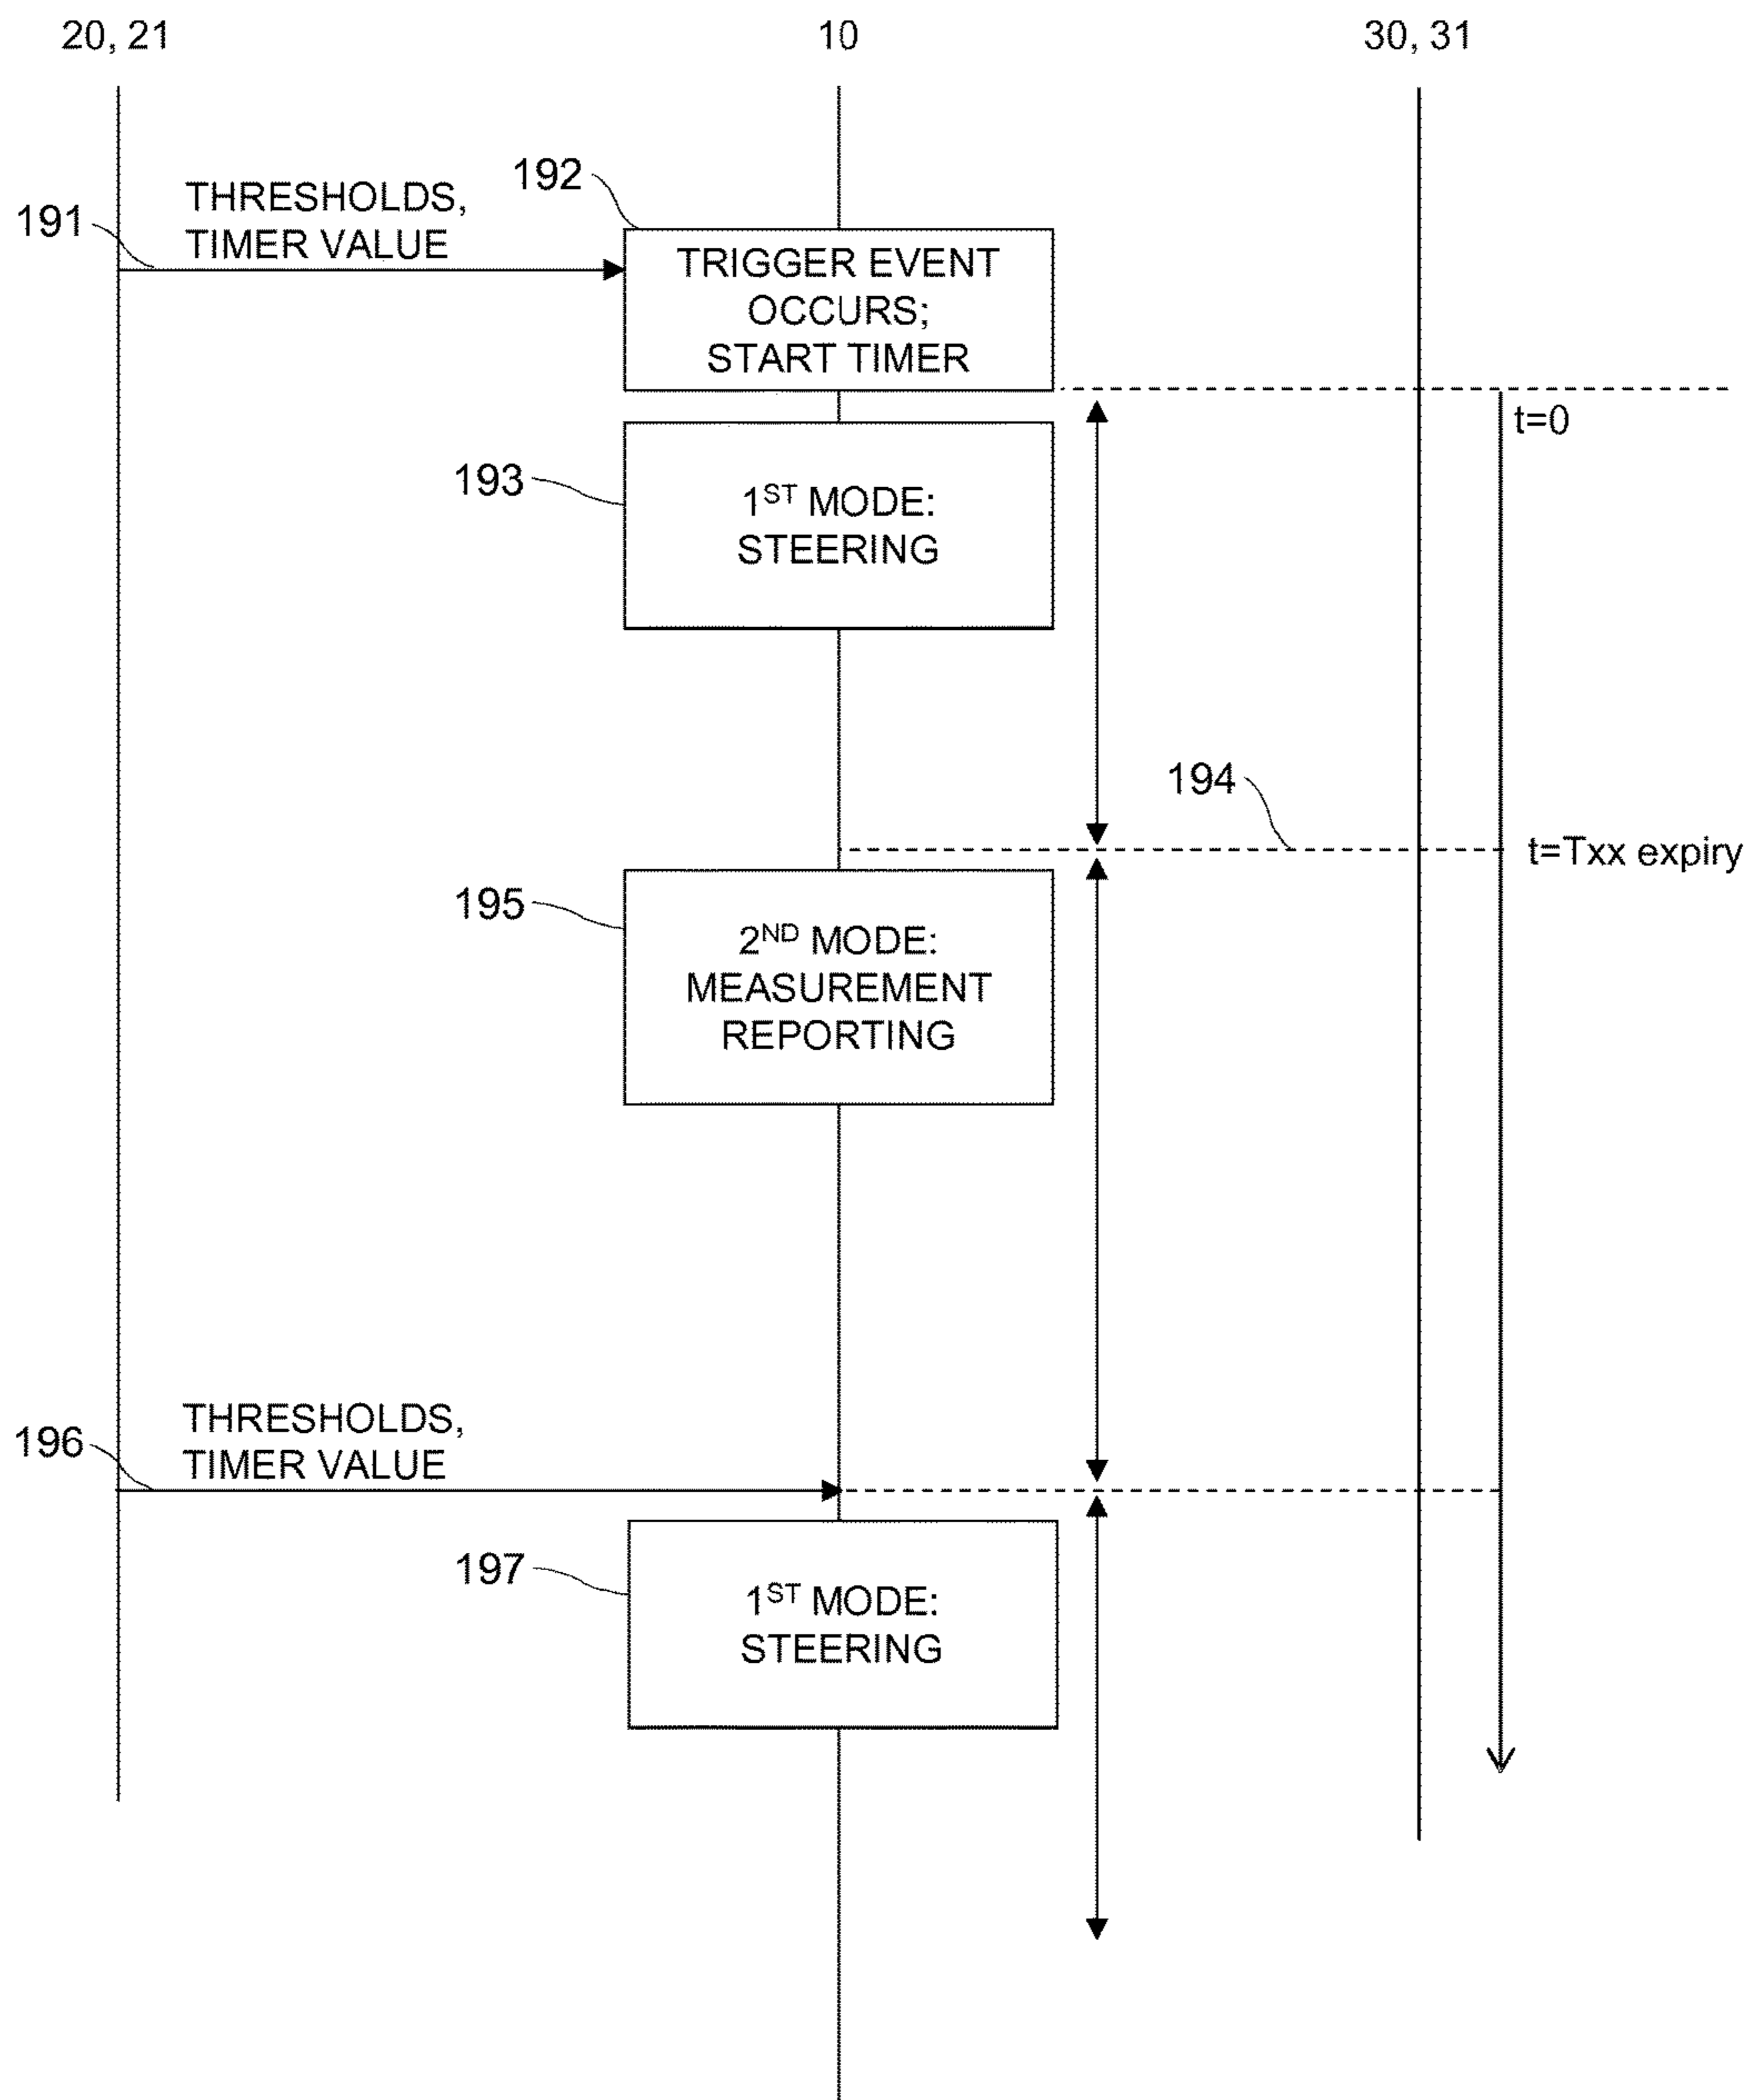 20, 21
10
30, 31
192
THRESHOLDS,
TIMER VALUE
191
TRIGGER EVENT
OCCURS;
START TIMER
t=0
193
1ST MODE:
STEERING
194
t=Txx expiry
195
2ND MODE:
MEASUREMENT
REPORTING
THRESHOLDS,
TIMER VALUE
196
197
1ST MODE:
STEERING